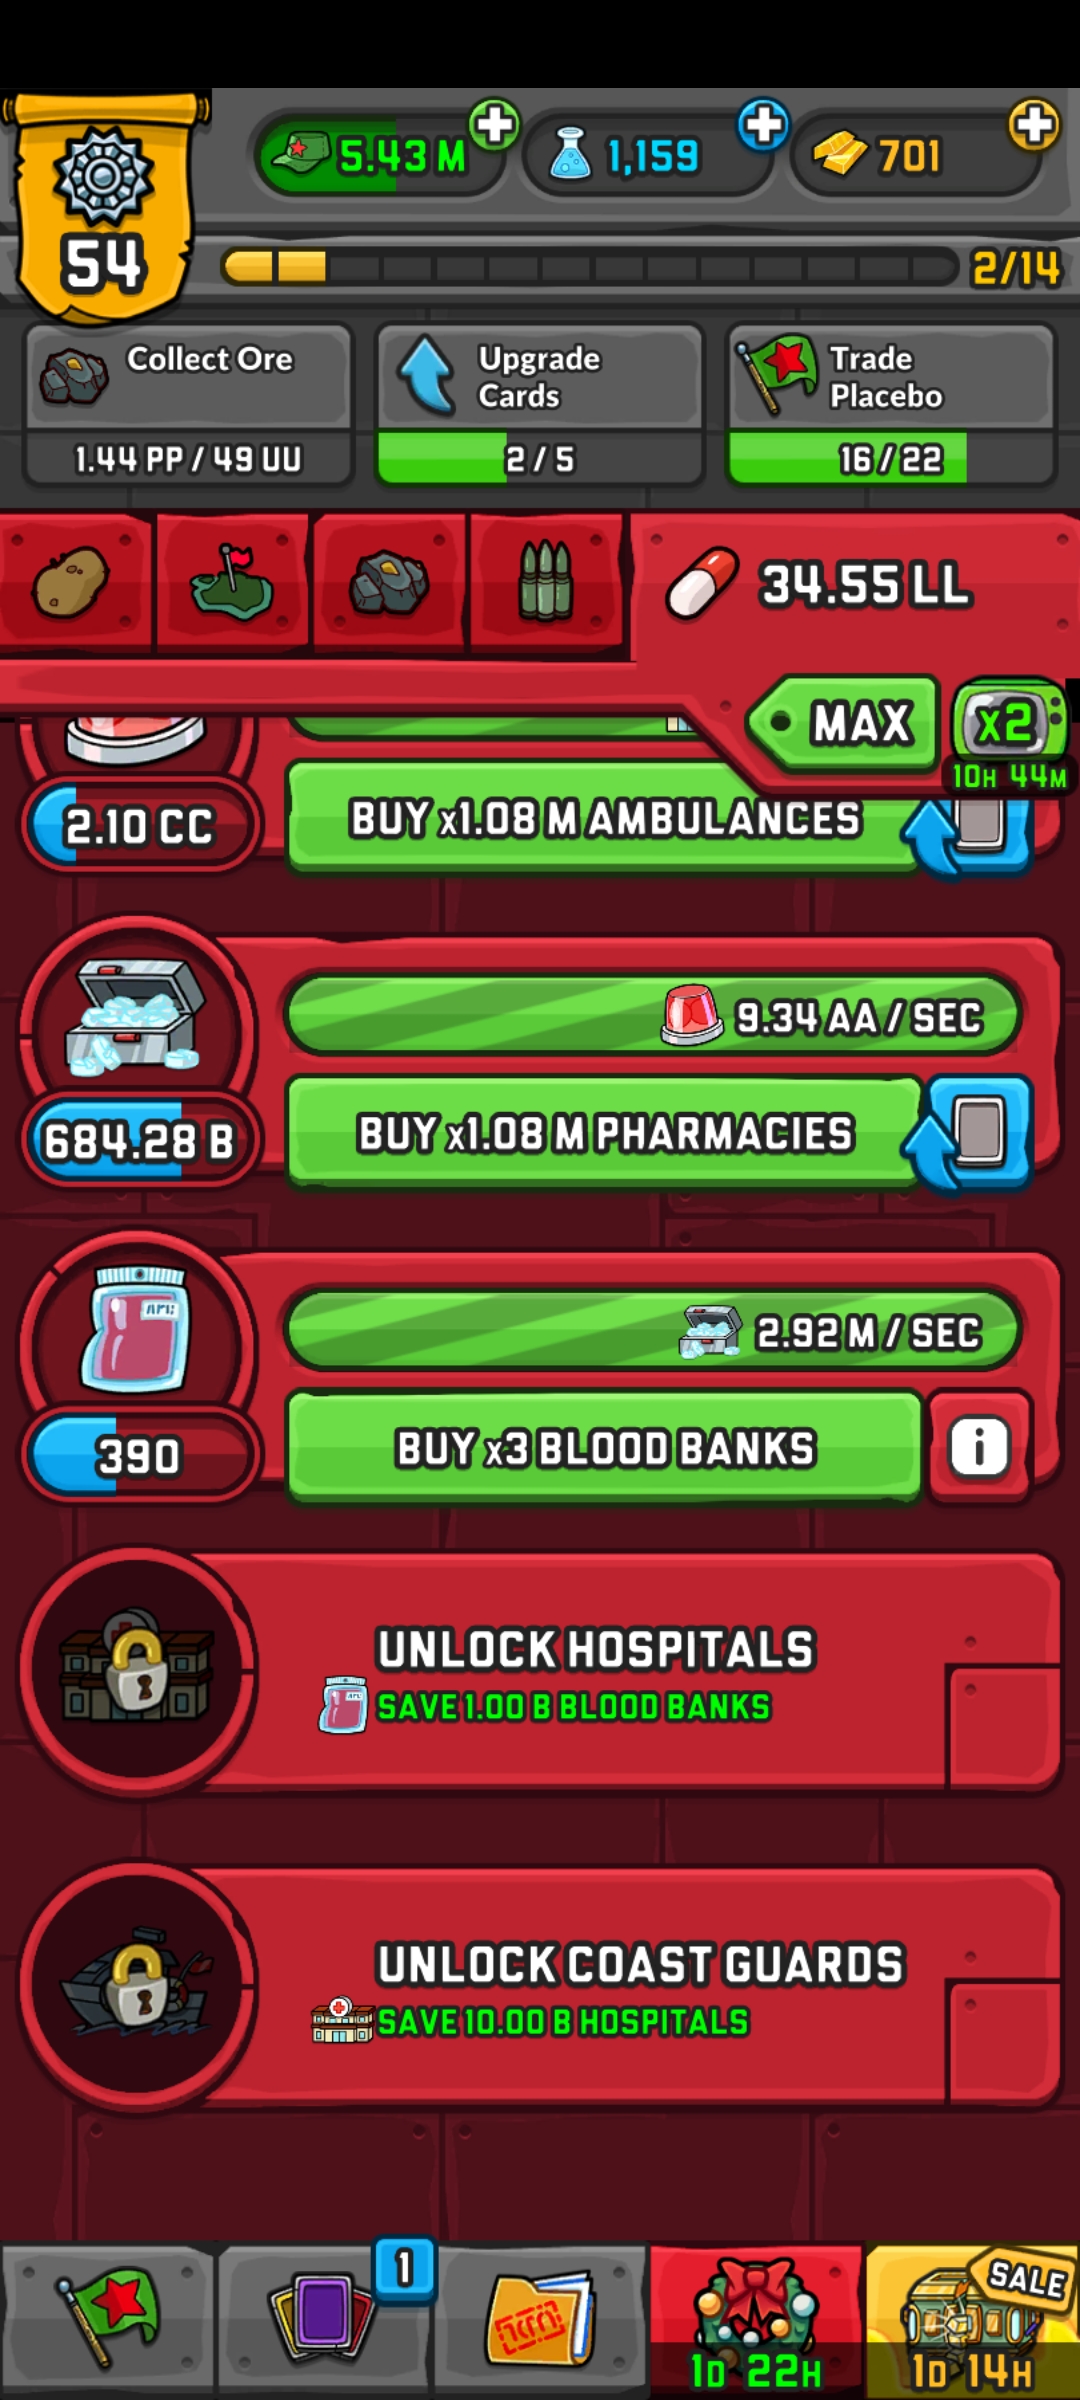 5.43 M
1,159
701
54
2/14
Collect Ore
1.44 PP / 49 UU
Upgrade
Cards
2 / 5
Trade
Placebo
16 / 22
34.55 LL
MAX
x2
10H 44M
2.10 CC
BUY x1.08 M AMBULANCES
9.34 AA / SEC
684.28 B
BUY x1.08 M PHARMACIES
2.92 M / SEC
390
BUY x3 BLOOD BANKS
i
UNLOCK HOSPITALS
SAVE 1.00 B BLOOD BANKS
UNLOCK COAST GUARDS
SAVE 10.00 B HOSPITALS
1
SALE
1D 22H
1D 14H